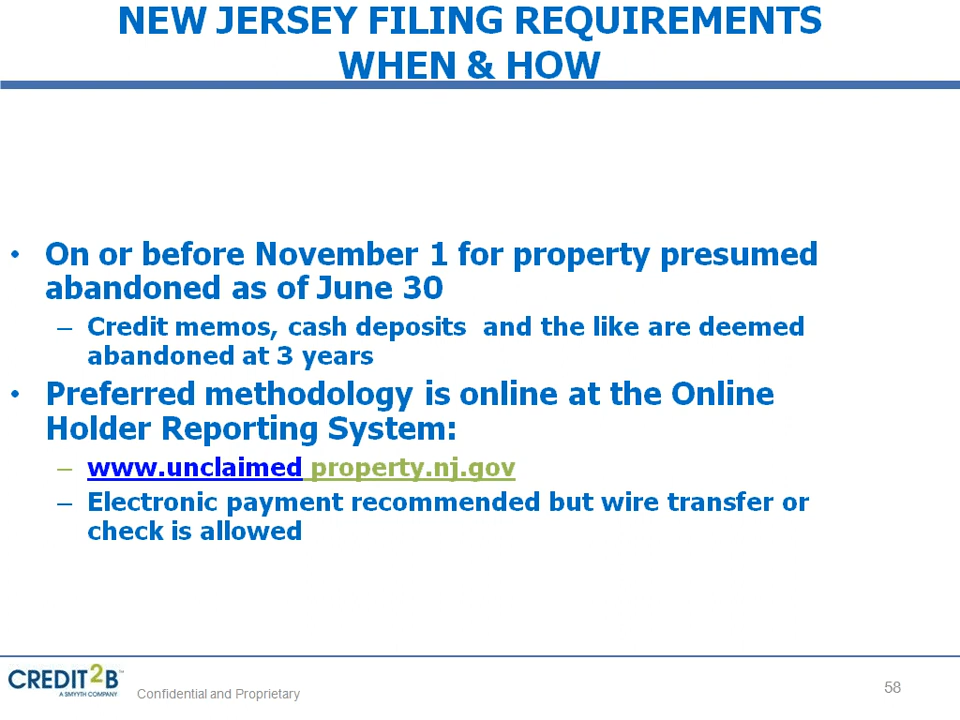 NEW JERSEY FILING REQUIREMENTS
WHEN & HOW
• On or before November 1 for property presumed
abandoned as of June 30
– Credit memos, cash deposits and the like are deemed
abandoned at 3 years
• Preferred methodology is online at the Online
Holder Reporting System:
– www.unclaimed property.nj.gov
– Electronic payment recommended but wire transfer or
check is allowed
CREDIT2B™
A SMYYTH COMPANY
Confidential and Proprietary
58